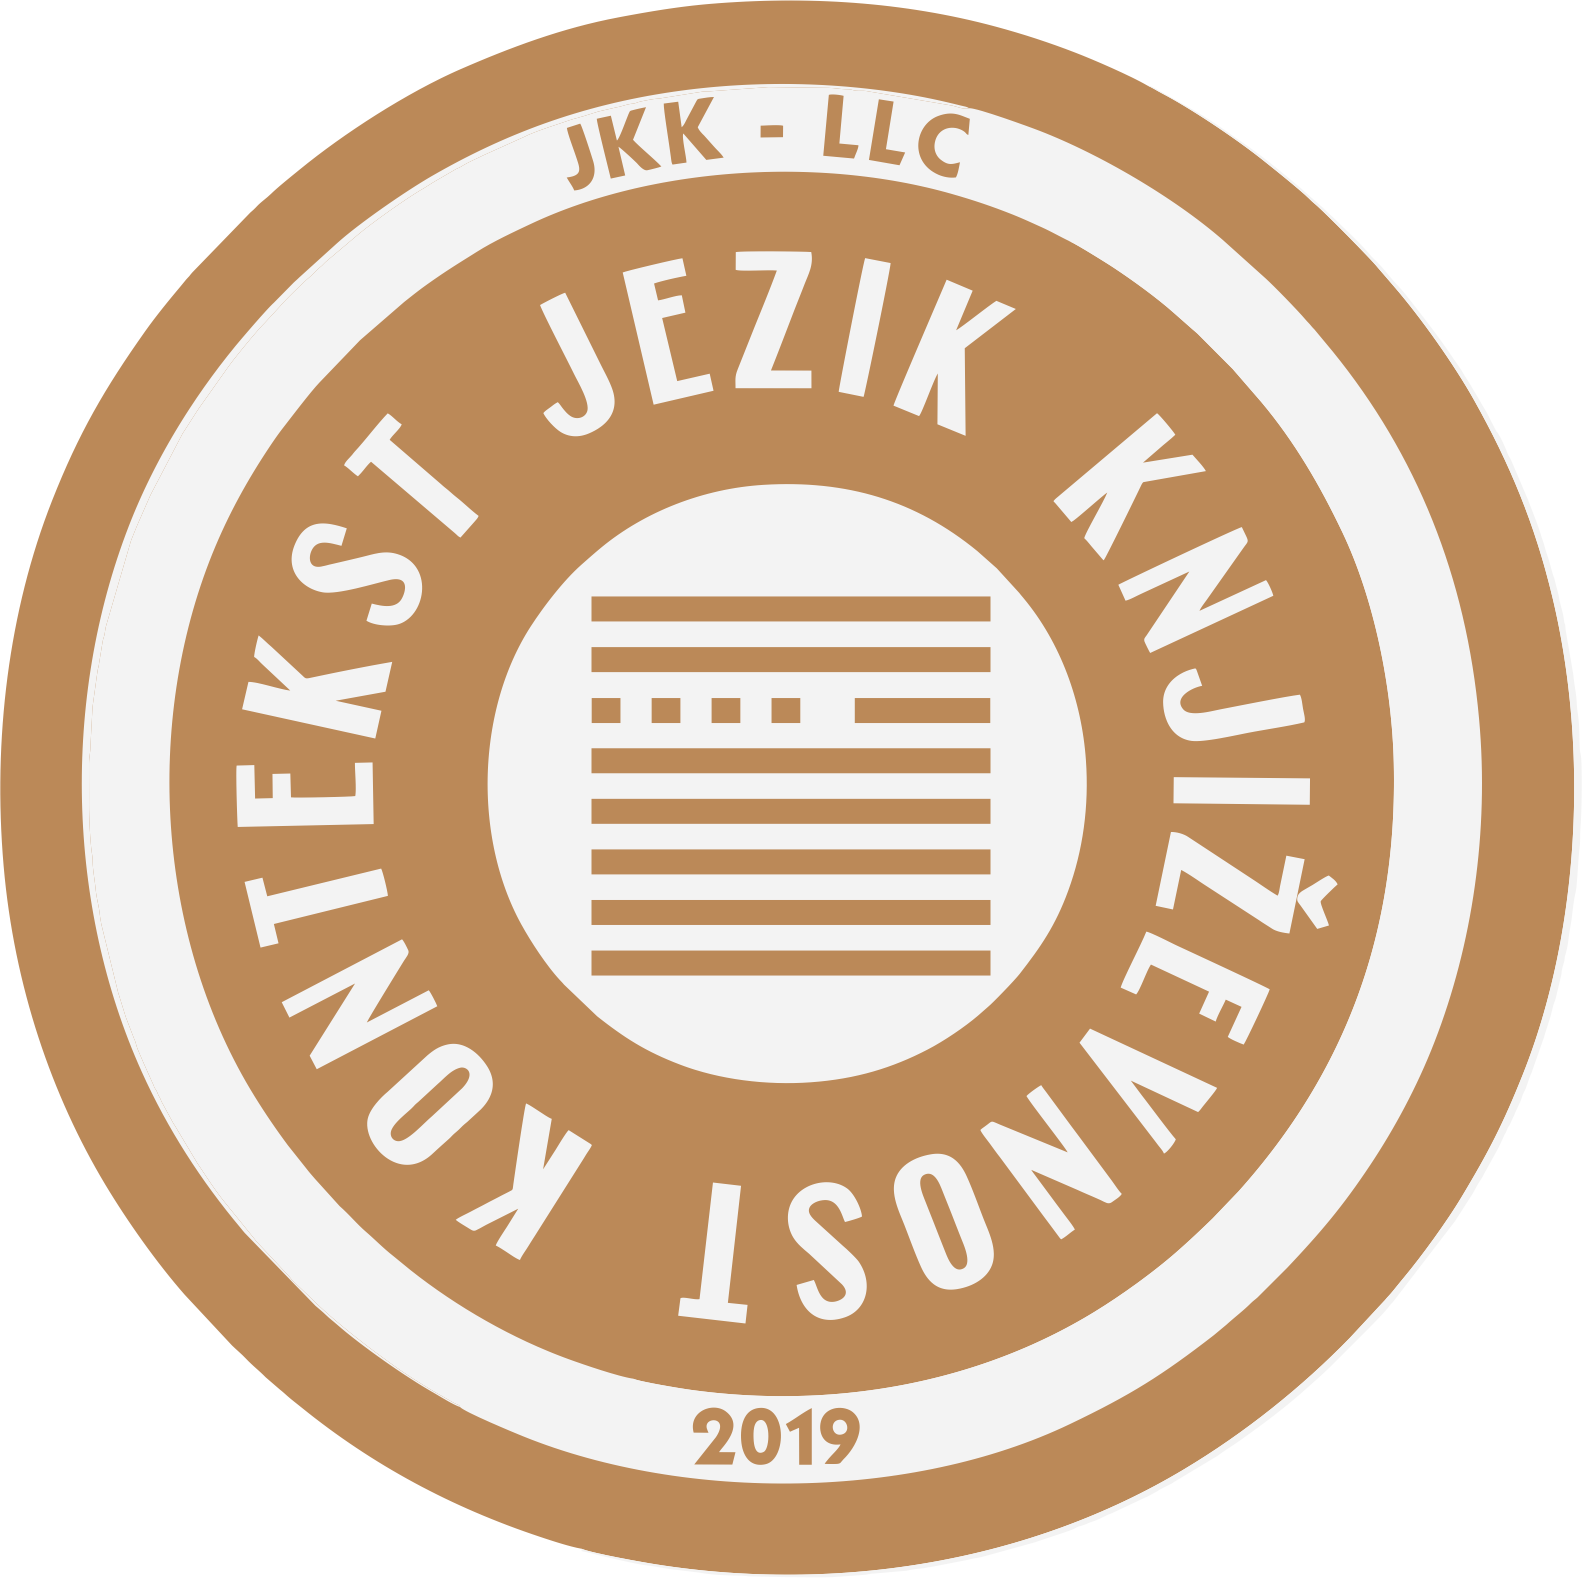 JKK - LLC
JEZIK KNJIŽEVNOST KONTEKST
2019